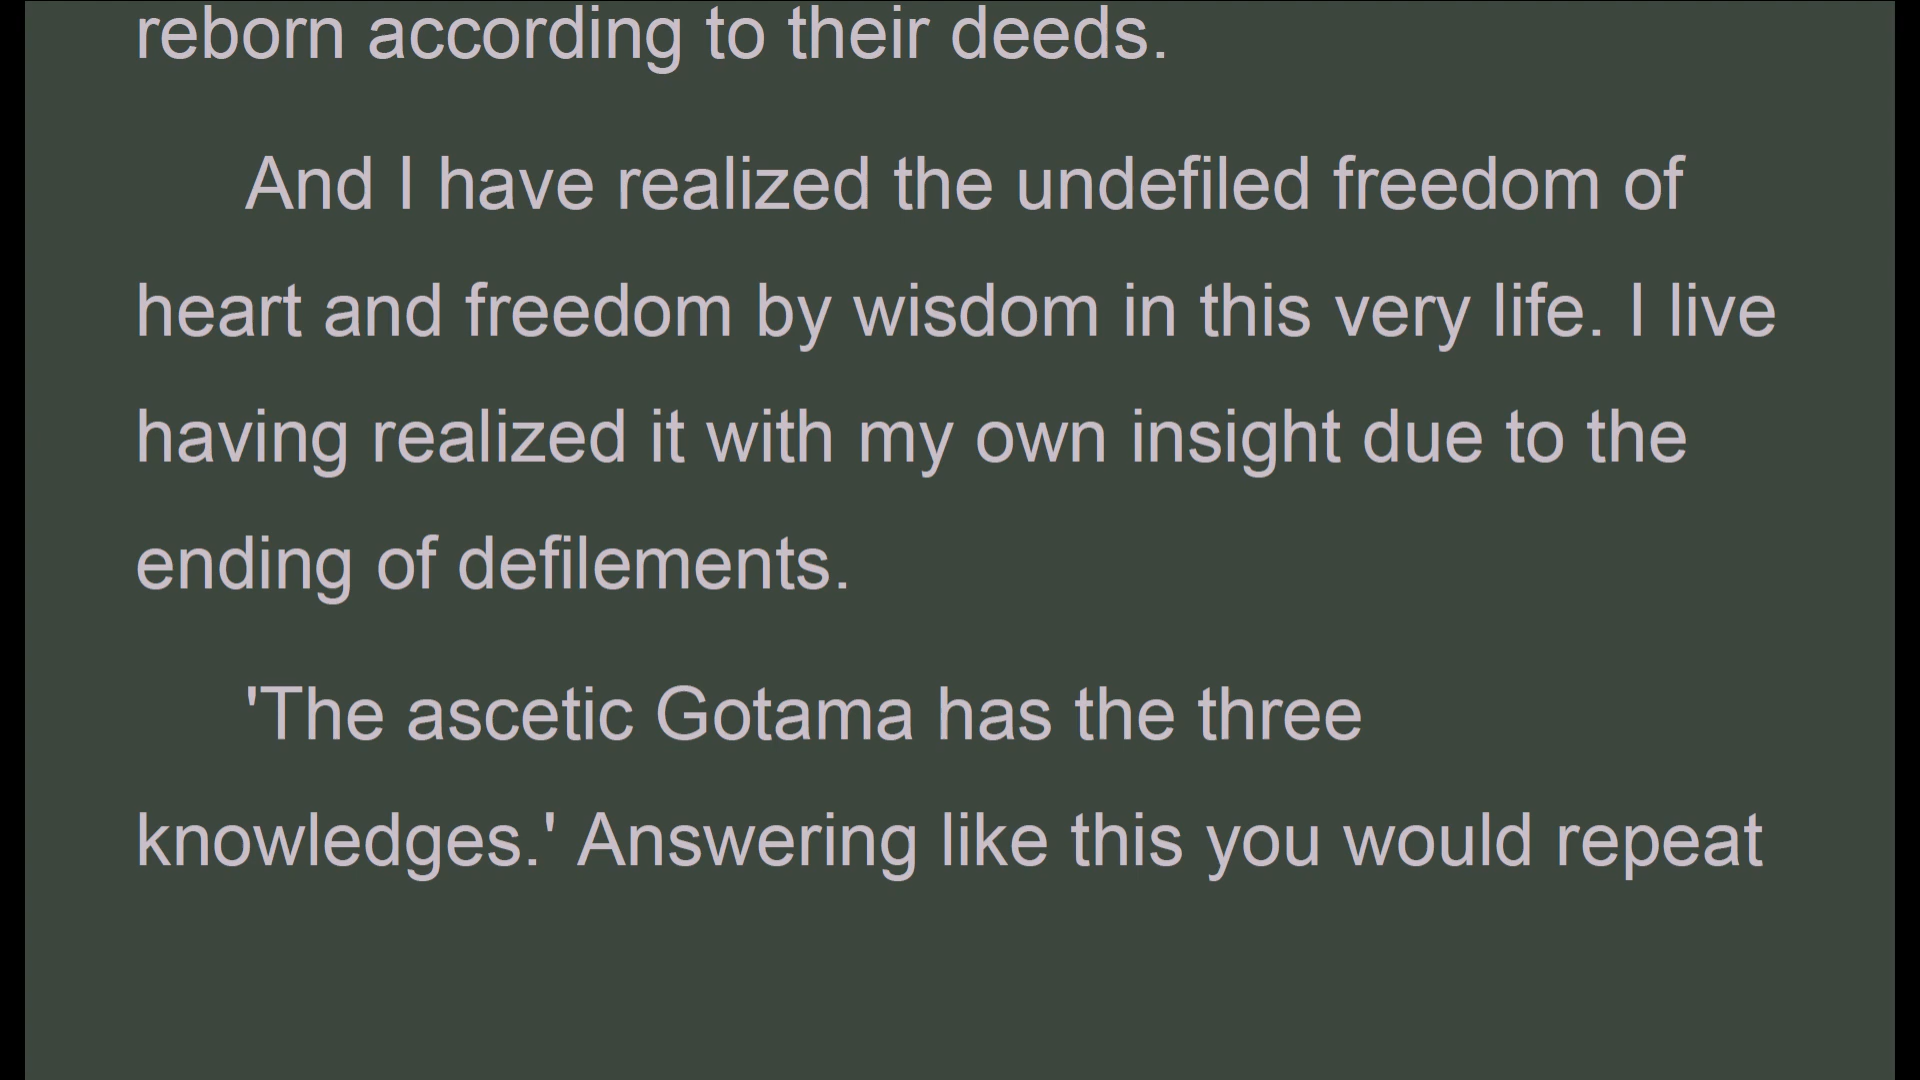 reborn according to their deeds.
And I have realized the undefiled freedom of
heart and freedom by wisdom in this very life. I live
having realized it with my own insight due to the
ending of defilements.
'The ascetic Gotama has the three
knowledges.' Answering like this you would repeat